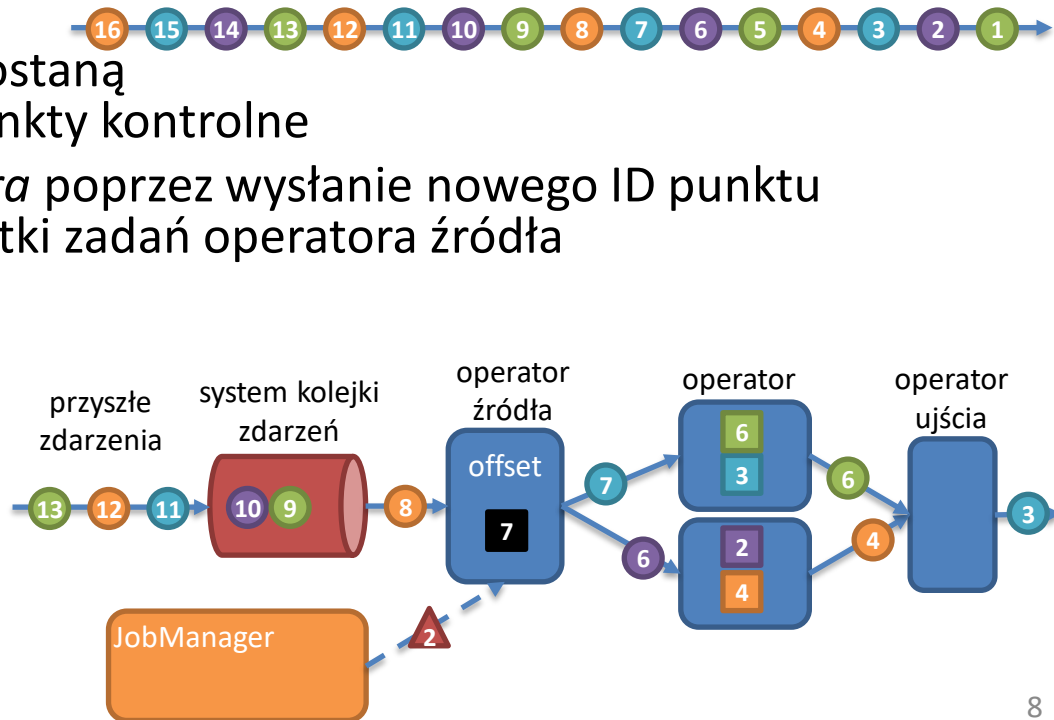 16 15 14 13 12 11 10 9 8 7 6 5 4 3 2 1
ostaną
nkty kontrolne
ra poprzez wysłanie nowego ID punktu
tki zadań operatora źródła
przyszłe
zdarzenia
system kolejki
zdarzeń
operator
źródła
operator
operator
ujścia
offset
7
13 12 11
10 9
8
7
6
6
3
2
4
6
4
3
2
JobManager
8